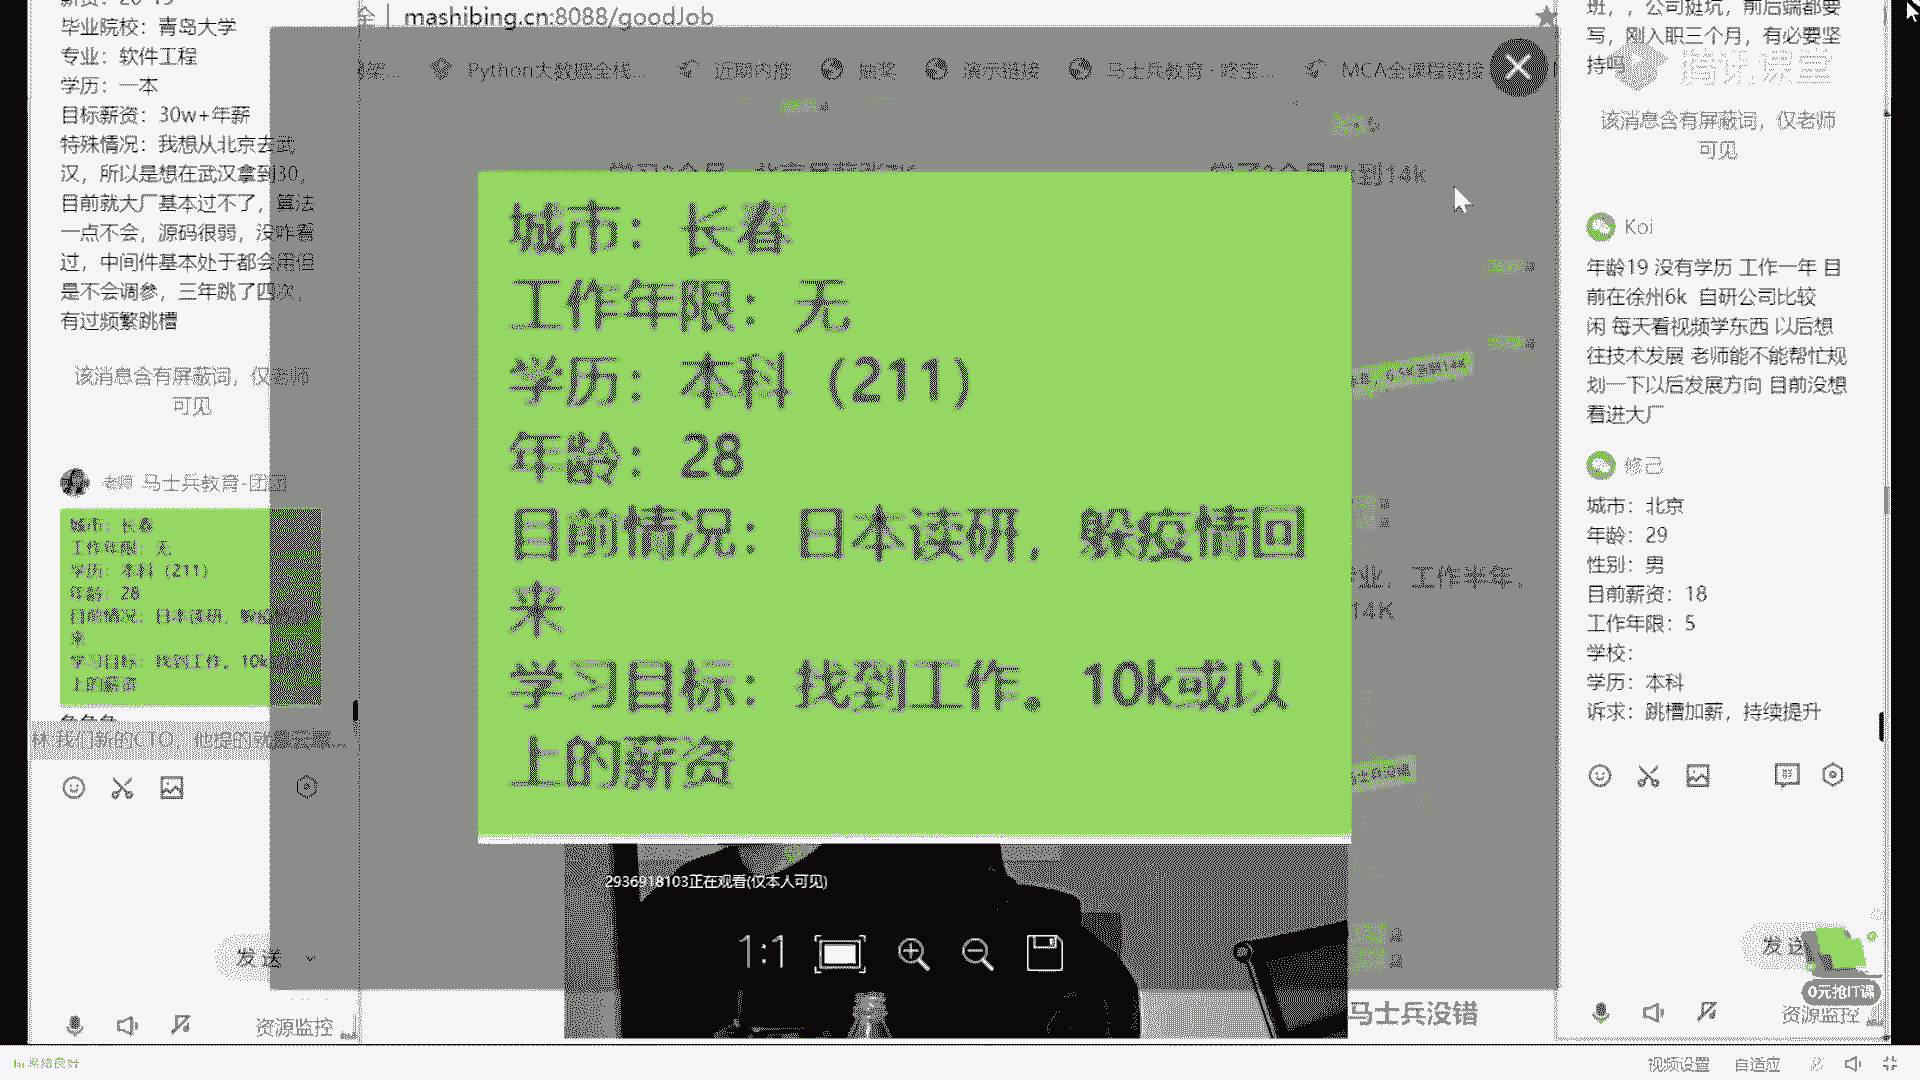 毕业院校：青岛大学
专业：软件工程
学历：一本
目标薪资：30w+年薪
特殊情况：我想从北京去武
汉，所以是想在武汉拿到30，
目前就大厂基本过不了，算法
一点不会，源码很弱，没咋看
过，中间件基本处于都会用但
是不会调参，三年跳了四次，
有过频繁跳槽
该消息含有屏蔽词，仅老师
可见
老师 马士兵教育-团团
城市：长春
工作年限：无
学历：本科（211）
年龄：28
目前情况：日本读研，躲疫情回
来
学习目标：找到工作。10k或以
上的薪资
林:我们新的CTO，他提的就是云原...
发送
资源监控
mashibing.cn:8088/goodJob
Python大数据全栈...
近期内推
抽奖
演示链接
马士兵教育 - 咚宝...
MCA全课程链接
城市：长春
工作年限：无
学历：本科（211）
年龄：28
目前情况：日本读研，躲疫情回
来
学习目标：找到工作。10k或以
上的薪资
2936918103正在观看(仅本人可见)
1:1
业，工作半年，
14K
马士兵没错
班，，公司挺坑，前后端都要
写，刚入职三个月，有必要坚
持吗
腾讯课堂
该消息含有屏蔽词，仅老师
可见
Koi
年龄19 没有学历 工作一年 目
前在徐州6k 自研公司比较
闲 每天看视频学东西 以后想
往技术发展 老师能不能帮忙规
划一下以后发展方向 目前没想
着进大厂
修己
城市：北京
年龄：29
性别：男
目前薪资：18
工作年限：5
学校：
学历：本科
诉求：跳槽加薪，持续提升
发送
0元抢IT课
资源监控
网络良好
视频设置
自适应